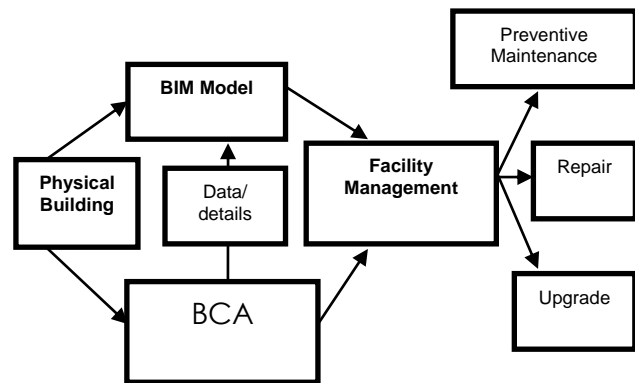 Preventive
Maintenance
BIM Model
Physical
Building
Data/
details
Facility
Management
Repair
BCA
Upgrade